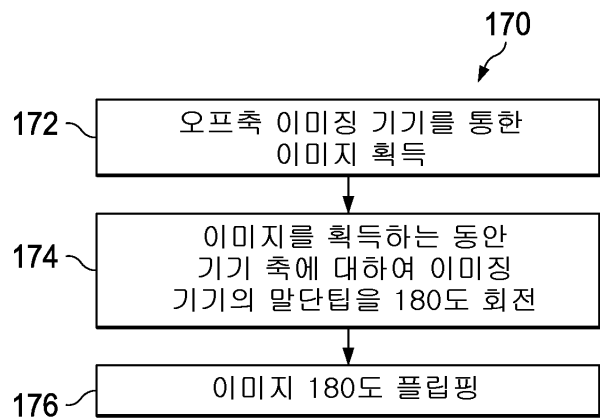 170
172
오프축 이미징 기기를 통한
이미지 획득
174
이미지를 획득하는 동안
기기 축에 대하여 이미징
기기의 말단팁을 180도 회전
176
이미지 180도 플립핑